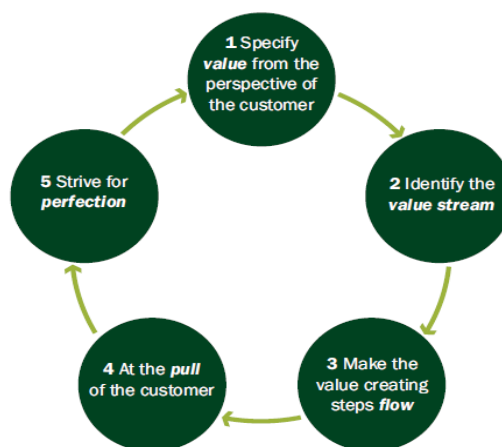 1 Specify
value from the
perspective of
the customer
2 Identify the
value stream
3 Make the
value creating
steps flow
4 At the pull
of the customer
5 Strive for
perfection